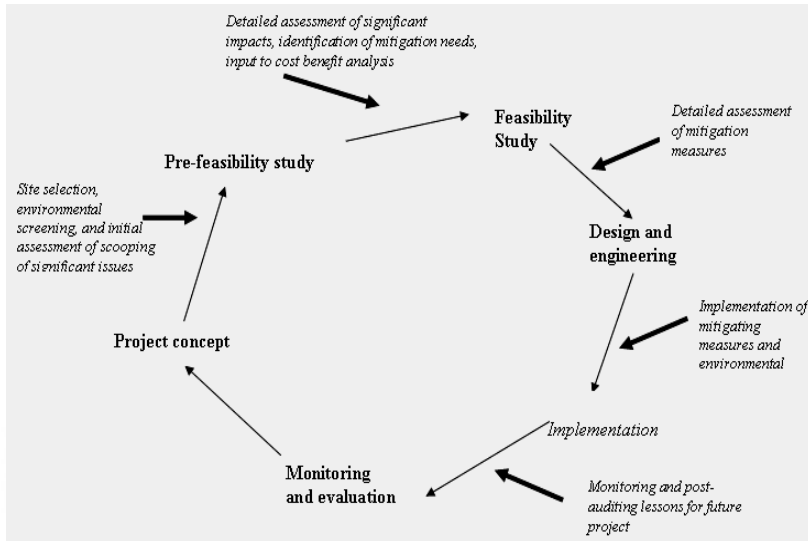 Detailed assessment of significant
impacts, identification of mitigation needs,
input to cost benefit analysis
Feasibility
Study
Detailed assessment
of mitigation
measures
Pre-feasibility study
Site selection,
environmental
screening, and initial
assessment of scooping
of significant issues
Design and
engineering
Implementation of
mitigating
measures and
environmental
Project concept
Implementation
Monitoring
and evaluation
Monitoring and post-
auditing lessons for future
project